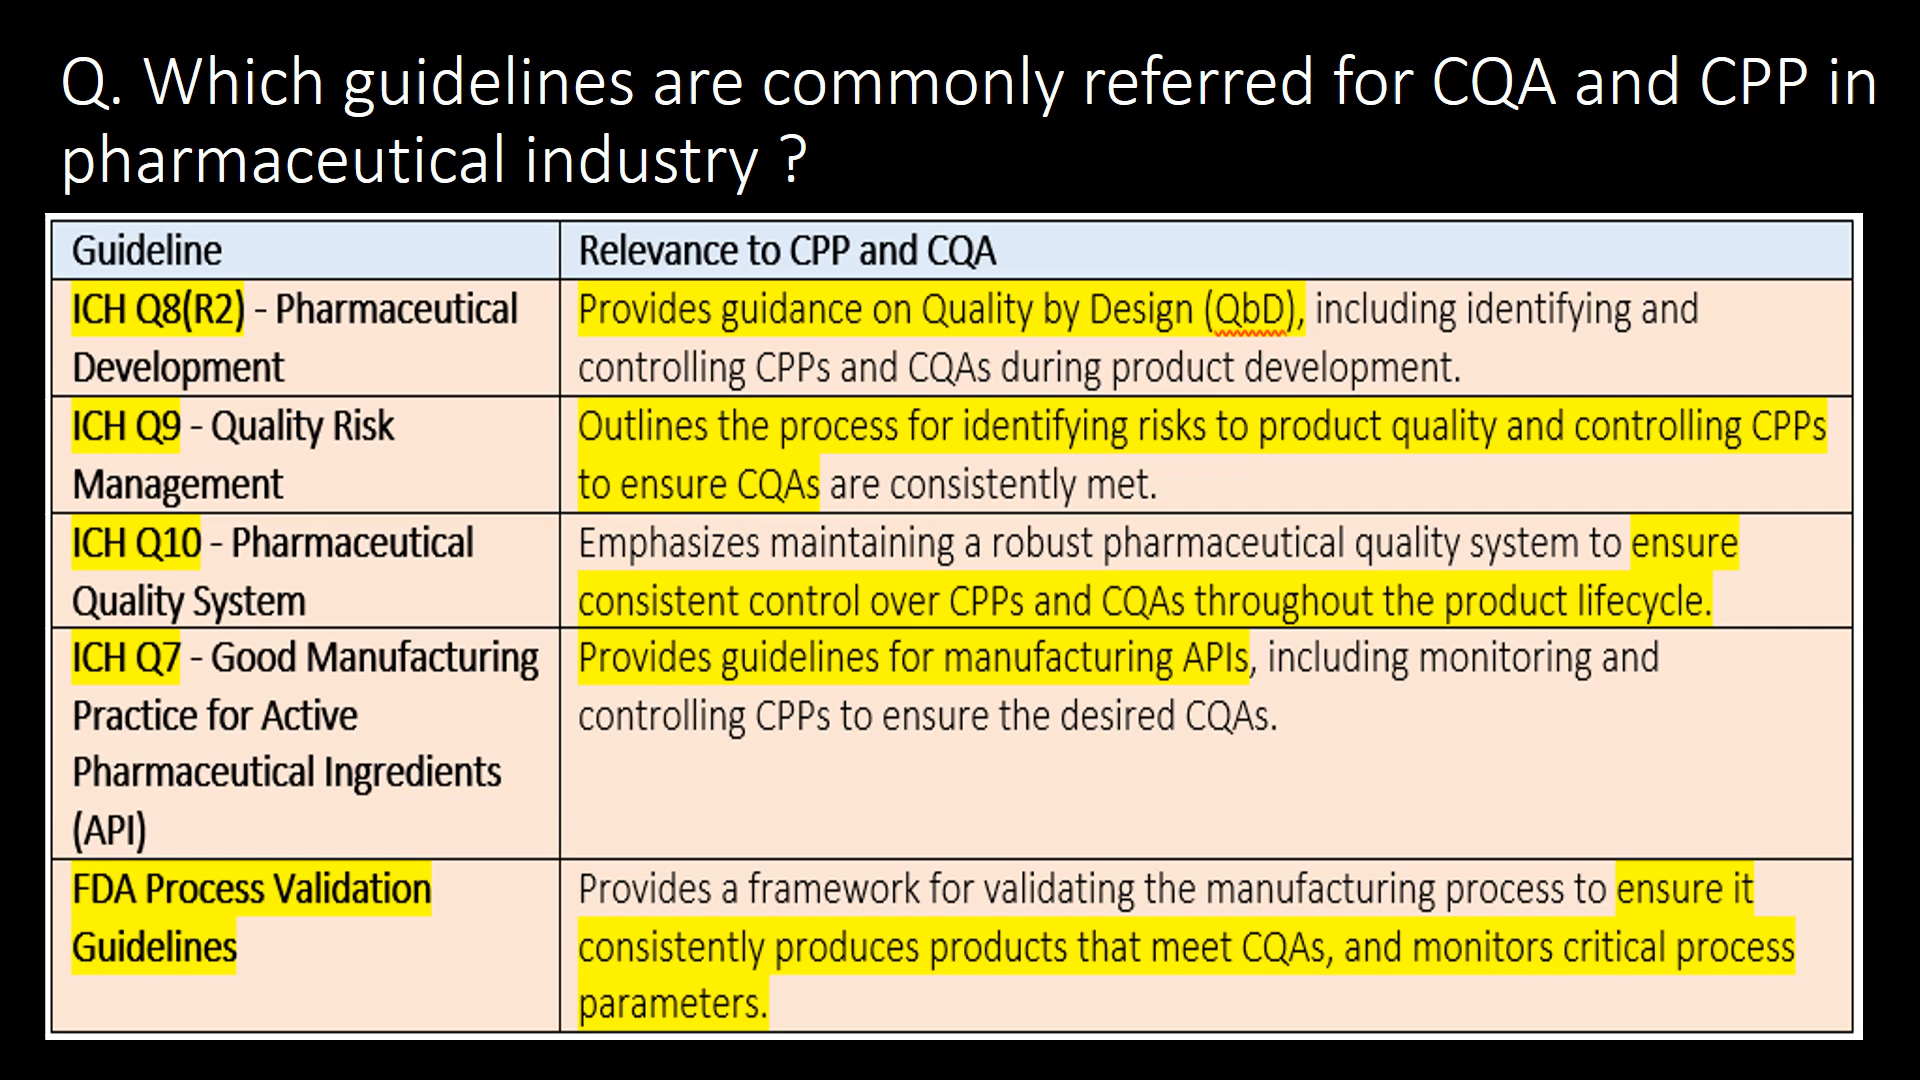 Q. Which guidelines are commonly referred for CQA and CPP in
pharmaceutical industry ?
Guideline
Relevance to CPP and CQA
ICH Q8(R2) - Pharmaceutical
Development
Provides guidance on Quality by Design (QbD), including identifying and
controlling CPPs and CQAs during product development.
ICH Q9 - Quality Risk
Management
Outlines the process for identifying risks to product quality and controlling CPPs
to ensure CQAs are consistently met.
ICH Q10 - Pharmaceutical
Quality System
Emphasizes maintaining a robust pharmaceutical quality system to ensure
consistent control over CPPs and CQAs throughout the product lifecycle.
ICH Q7 - Good Manufacturing
Practice for Active
Pharmaceutical Ingredients
(API)
Provides guidelines for manufacturing APIs, including monitoring and
controlling CPPs to ensure the desired CQAs.
FDA Process Validation
Guidelines
Provides a framework for validating the manufacturing process to ensure it
consistently produces products that meet CQAs, and monitors critical process
parameters.